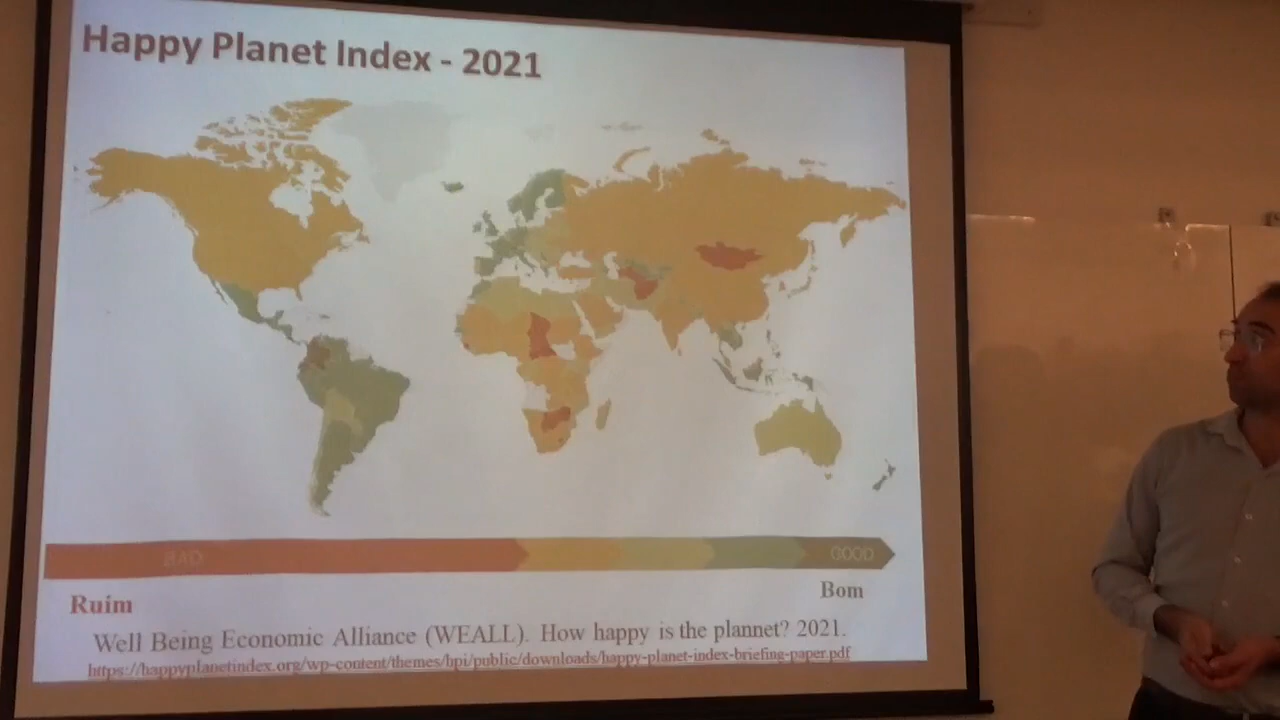 Happy Planet Index - 2021
BAD
GOOD
Ruim
Bom
Well Being Economic Alliance (WEALL). How happy is the plannet? 2021.
https://happyplanetindex.org/wp-content/themes/hpi/public/downloads/happy-planet-index-briefing-paper.pdf